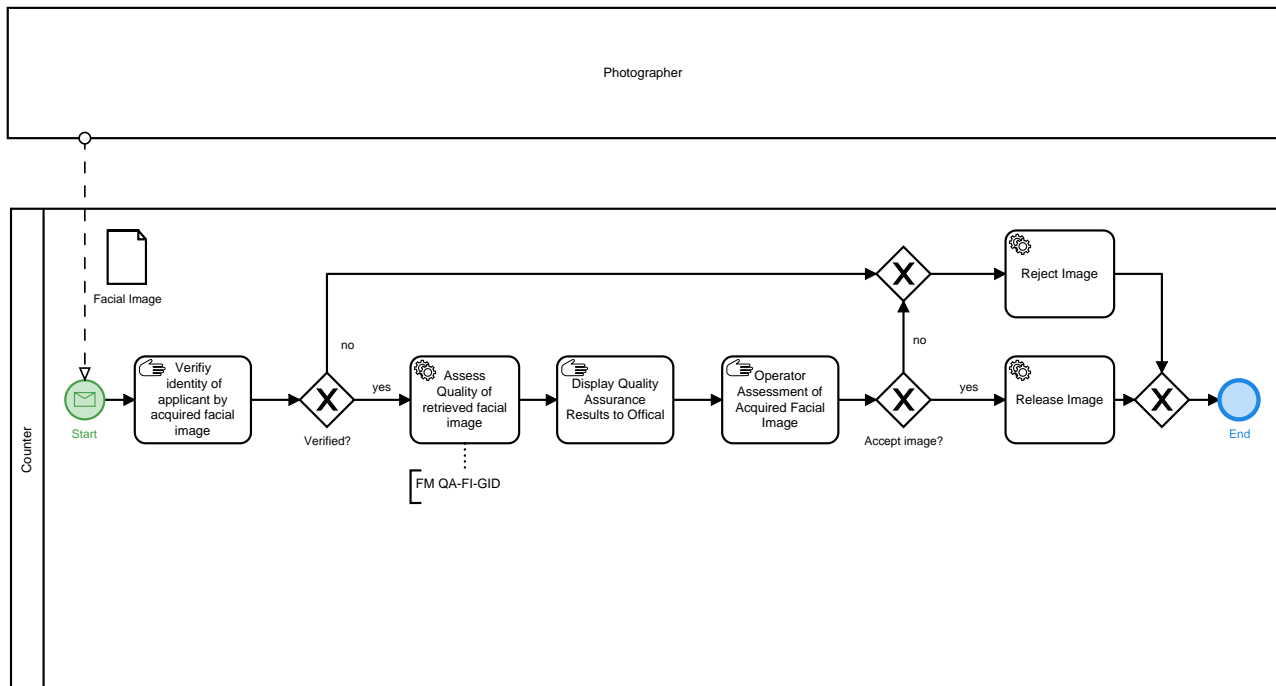 Photographer
Counter
Facial Image
Start
Verifiy
identity of
applicant by
acquired facial
image
no
Verified?
yes
Assess
Quality of
retrieved facial
image
FM QA-FI-GID
Display Quality
Assurance
Results to Offical
Operator
Assessment of
Acquired Facial
Image
no
Accept image?
yes
Reject Image
Release Image
End